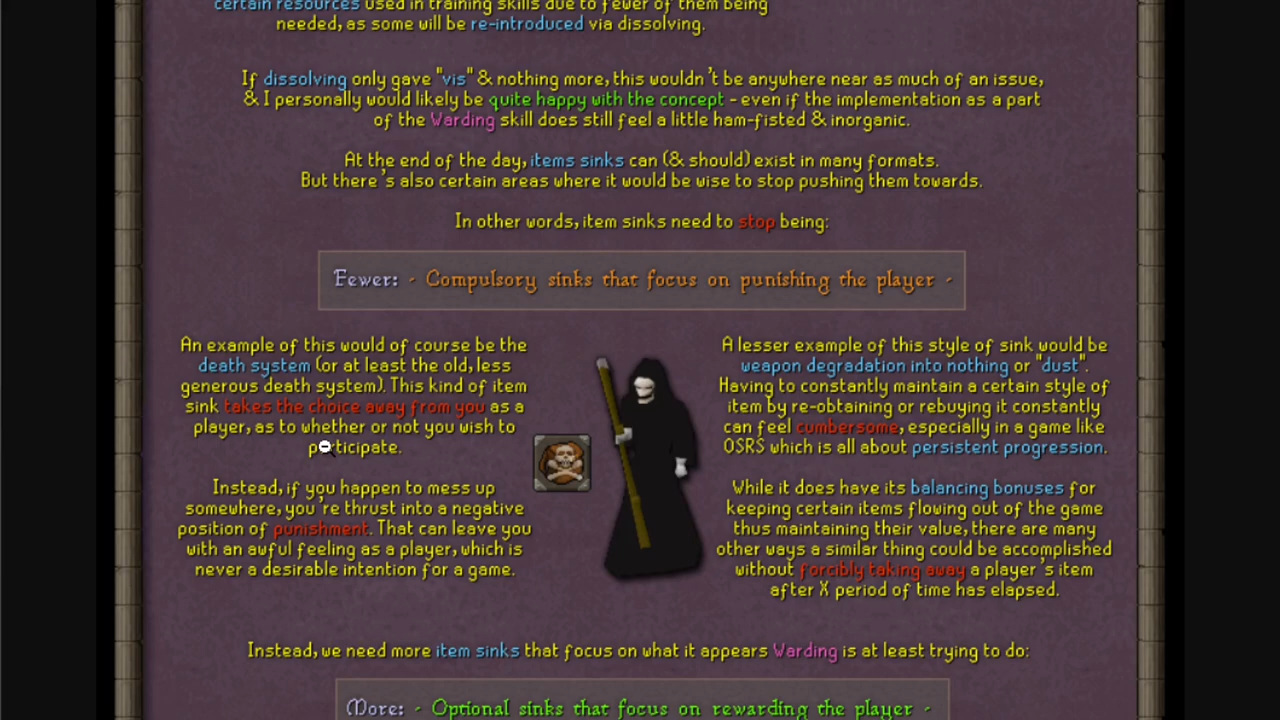 certain resources used in training skills due to fewer of them being
needed, as some will be re-introduced via dissolving.
If dissolving only gave "vis" & nothing more, this wouldn't be anywhere near as much of an issue,
& I personally would likely be quite happy with the concept - even if the implementation as a part
of the Warding skill does still feel a little ham-fisted & inorganic.
At the end of the day, items sinks can (& should) exist in many formats.
But there's also certain areas where it would be wise to stop pushing them towards.
In other words, item sinks need to stop being:
Fewer: - Compulsory sinks that focus on punishing the player -
An example of this would of course be the
death system (or at least the old, less
generous death system). This kind of item
sink takes the choice away from you as a
player, as to whether or not you wish to
participate.
Instead, if you happen to mess up
somewhere, you're thrust into a negative
position of punishment. That can leave you
with an awful feeling as a player, which is
never a desirable intention for a game.
A lesser example of this style of sink would be
weapon degradation into nothing or "dust".
Having to constantly maintain a certain style of
item by re-obtaining or rebuying it constantly
can feel cumbersome, especially in a game like
OSRS which is all about persistent progression.
While it does have its balancing bonuses for
keeping certain items flowing out of the game
thus maintaining their value, there are many
other ways a similar thing could be accomplished
without forcibly taking away a player's item
after X period of time has elapsed.
Instead, we need more item sinks that focus on what it appears Warding is at least trying to do:
More: - Optional sinks that focus on rewarding the player -